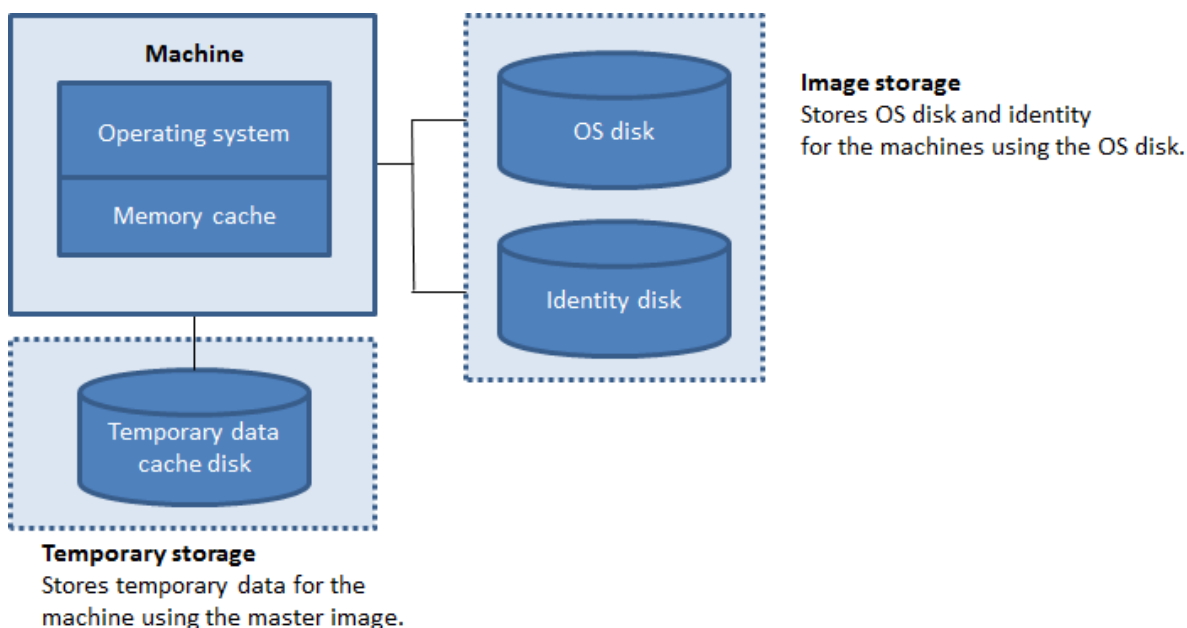 Machine
Operating system
Memory cache
OS disk
Identity disk
Image storage
Stores OS disk and identity
for the machines using the OS disk.
Temporary data
cache disk
Temporary storage
Stores temporary data for the
machine using the master image.